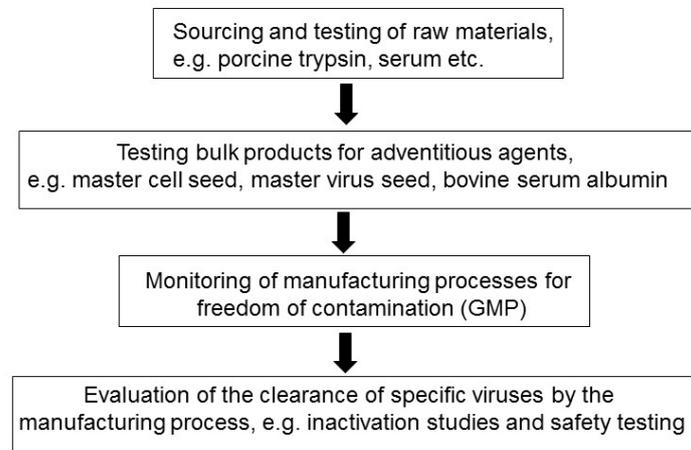 Sourcing and testing of raw materials,
e.g. porcine trypsin, serum etc.
Testing bulk products for adventitious agents,
e.g. master cell seed, master virus seed, bovine serum albumin
Monitoring of manufacturing processes for
freedom of contamination (GMP)
Evaluation of the clearance of specific viruses by the
manufacturing process, e.g. inactivation studies and safety testing